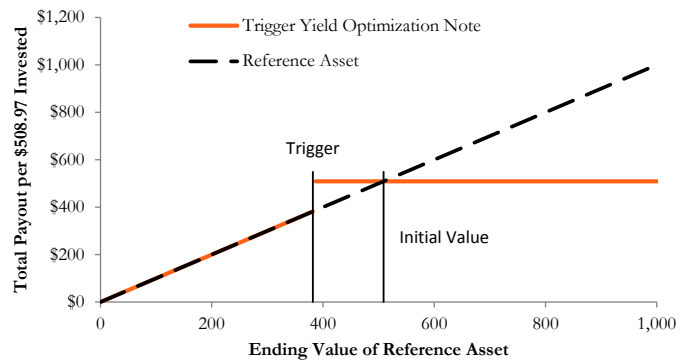 Total Payout per $508.97 Invested
$1,200
$1,000
$800
$600
$400
$200
$0
Trigger Yield Optimization Note
Reference Asset
Trigger
Initial Value
0
200
400
600
800
1,000
Ending Value of Reference Asset